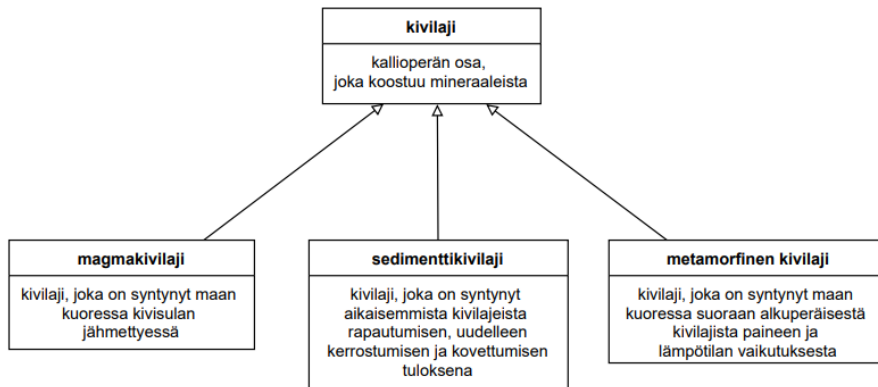 kivilaji
kallioperän osa,
joka koostuu mineraaleista
magmakivilaji
kivilaji, joka on syntynyt maan
kuoressa kivisulan
jähmettyessä
sedimenttikivilaji
kivilaji, joka on syntynyt
aikaisemmista kivilajeista
rapautumisen, uudelleen
kerrostumisen ja kovettumisen
tuloksena
metamorfinen kivilaji
kivilaji, joka on syntynyt maan
kuoressa suoraan alkuperäisestä
kivilajista paineen ja
lämpötilan vaikutuksesta